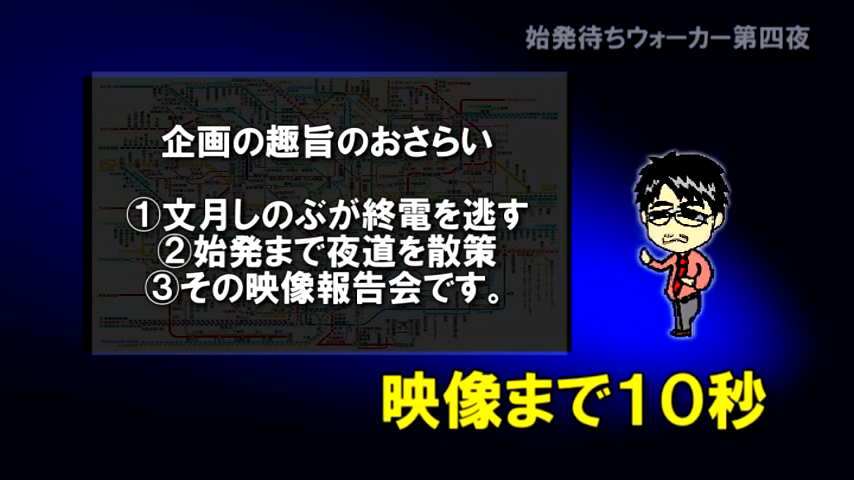 始発待ちウォーカー第四夜
企画の趣旨のおさらい
①文月しのぶが終電を逃す
②始発まで夜道を散策
③その映像報告会です。
映像まで10秒